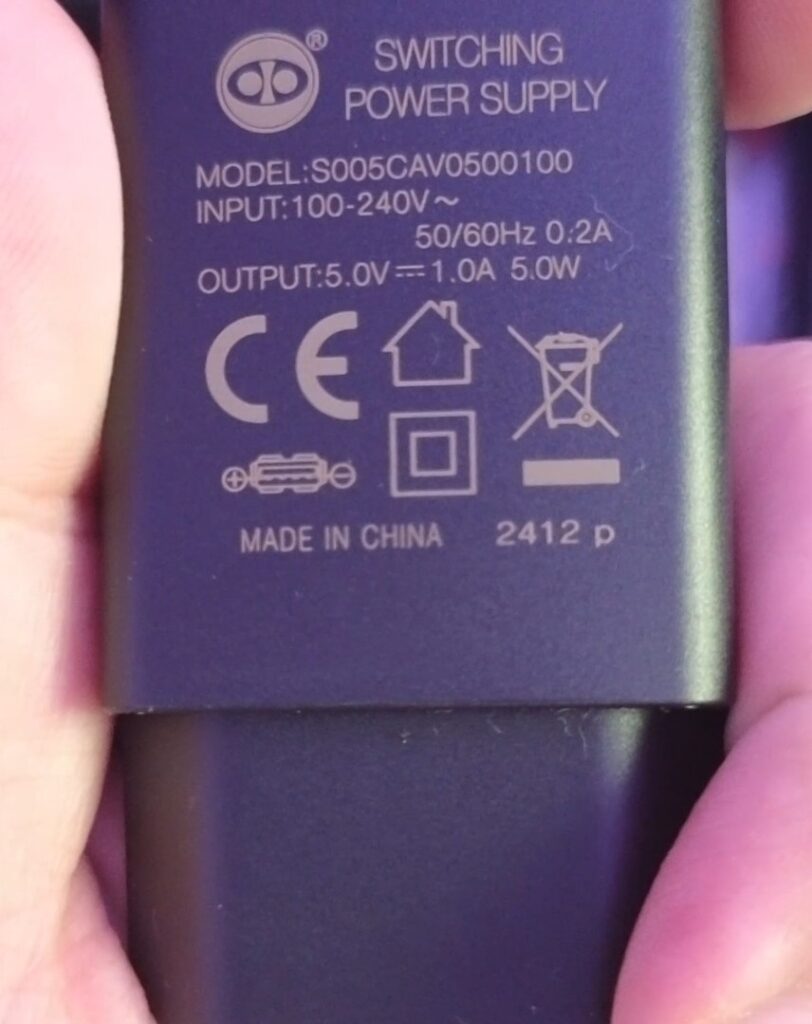 ®
SWITCHING
POWER SUPPLY
MODEL:S005CAV0500100
INPUT:100-240V~
50/60Hz 0.2A
OUTPUT:5.0V⎓1.0A 5.0W
CE
MADE IN CHINA 2412 p